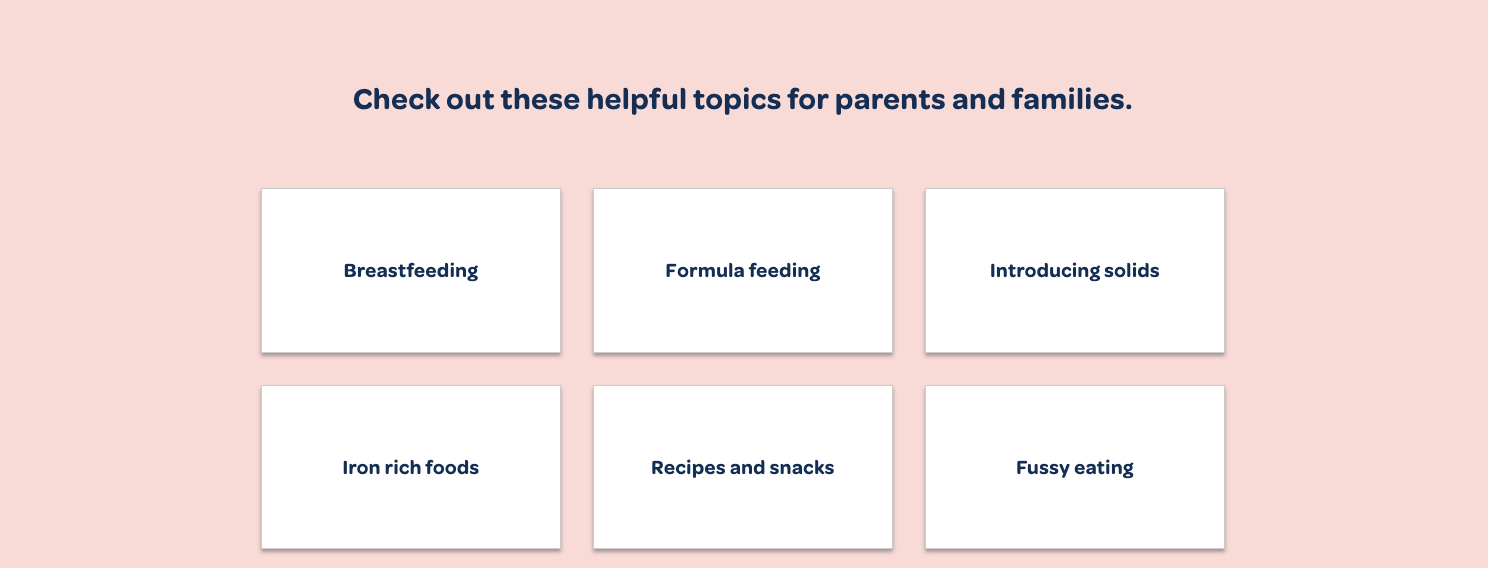 Check out these helpful topics for parents and families.
Breastfeeding
Formula feeding
Introducing solids
Iron rich foods
Recipes and snacks
Fussy eating